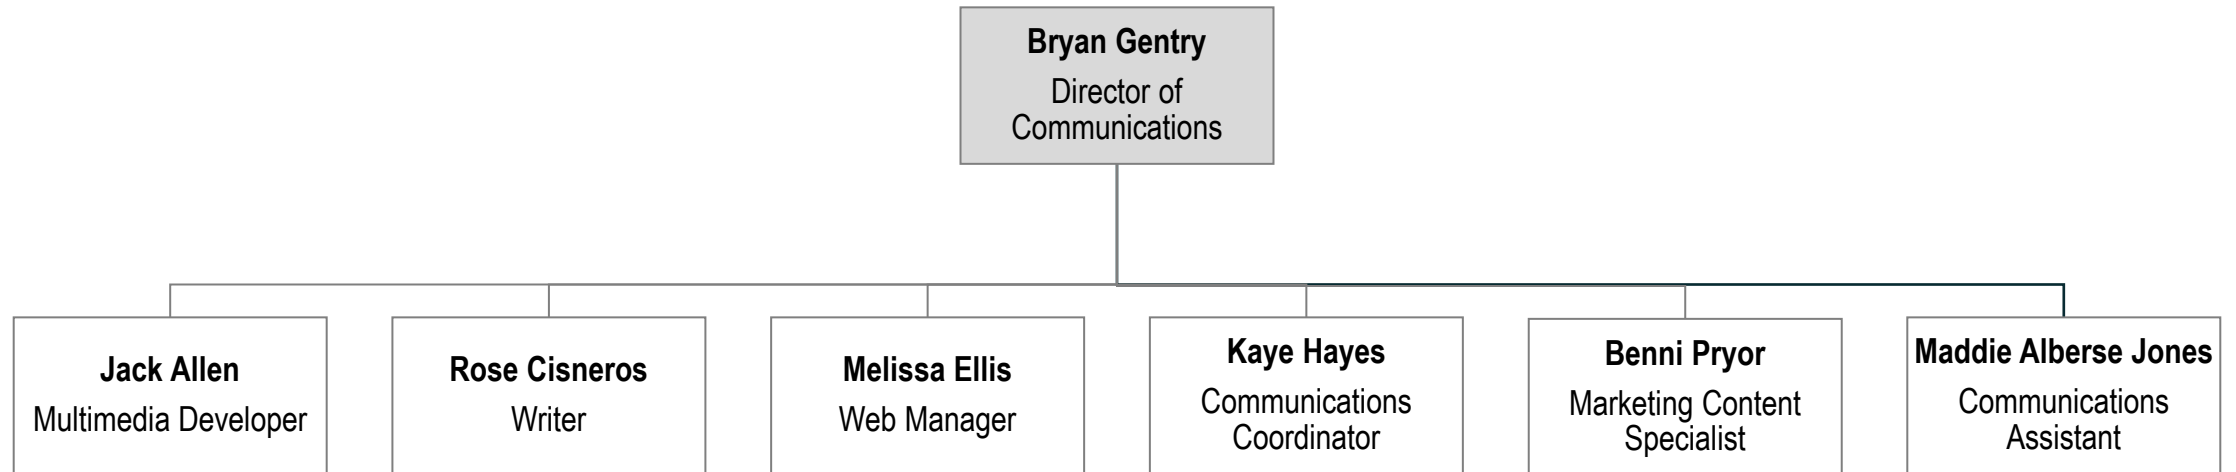 Bryan Gentry
Director of
Communications
Jack Allen
Multimedia Developer
Rose Cisneros
Writer
Melissa Ellis
Web Manager
Kaye Hayes
Communications
Coordinator
Benni Pryor
Marketing Content
Specialist
Maddie Alberse Jones
Communications
Assistant